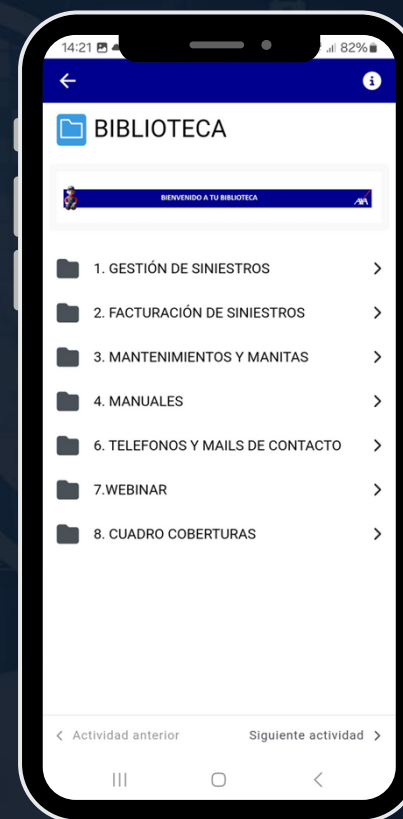 14:21
82%
BIBLIOTECA
BIENVENIDO A TU BIBLIOTECA
AXA
1. GESTIÓN DE SINIESTROS
2. FACTURACIÓN DE SINIESTROS
3. MANTENIMIENTOS Y MANITAS
4. MANUALES
6. TELEFONOS Y MAILS DE CONTACTO
7.WEBINAR
8. CUADRO COBERTURAS
Actividad anterior Siguiente actividad